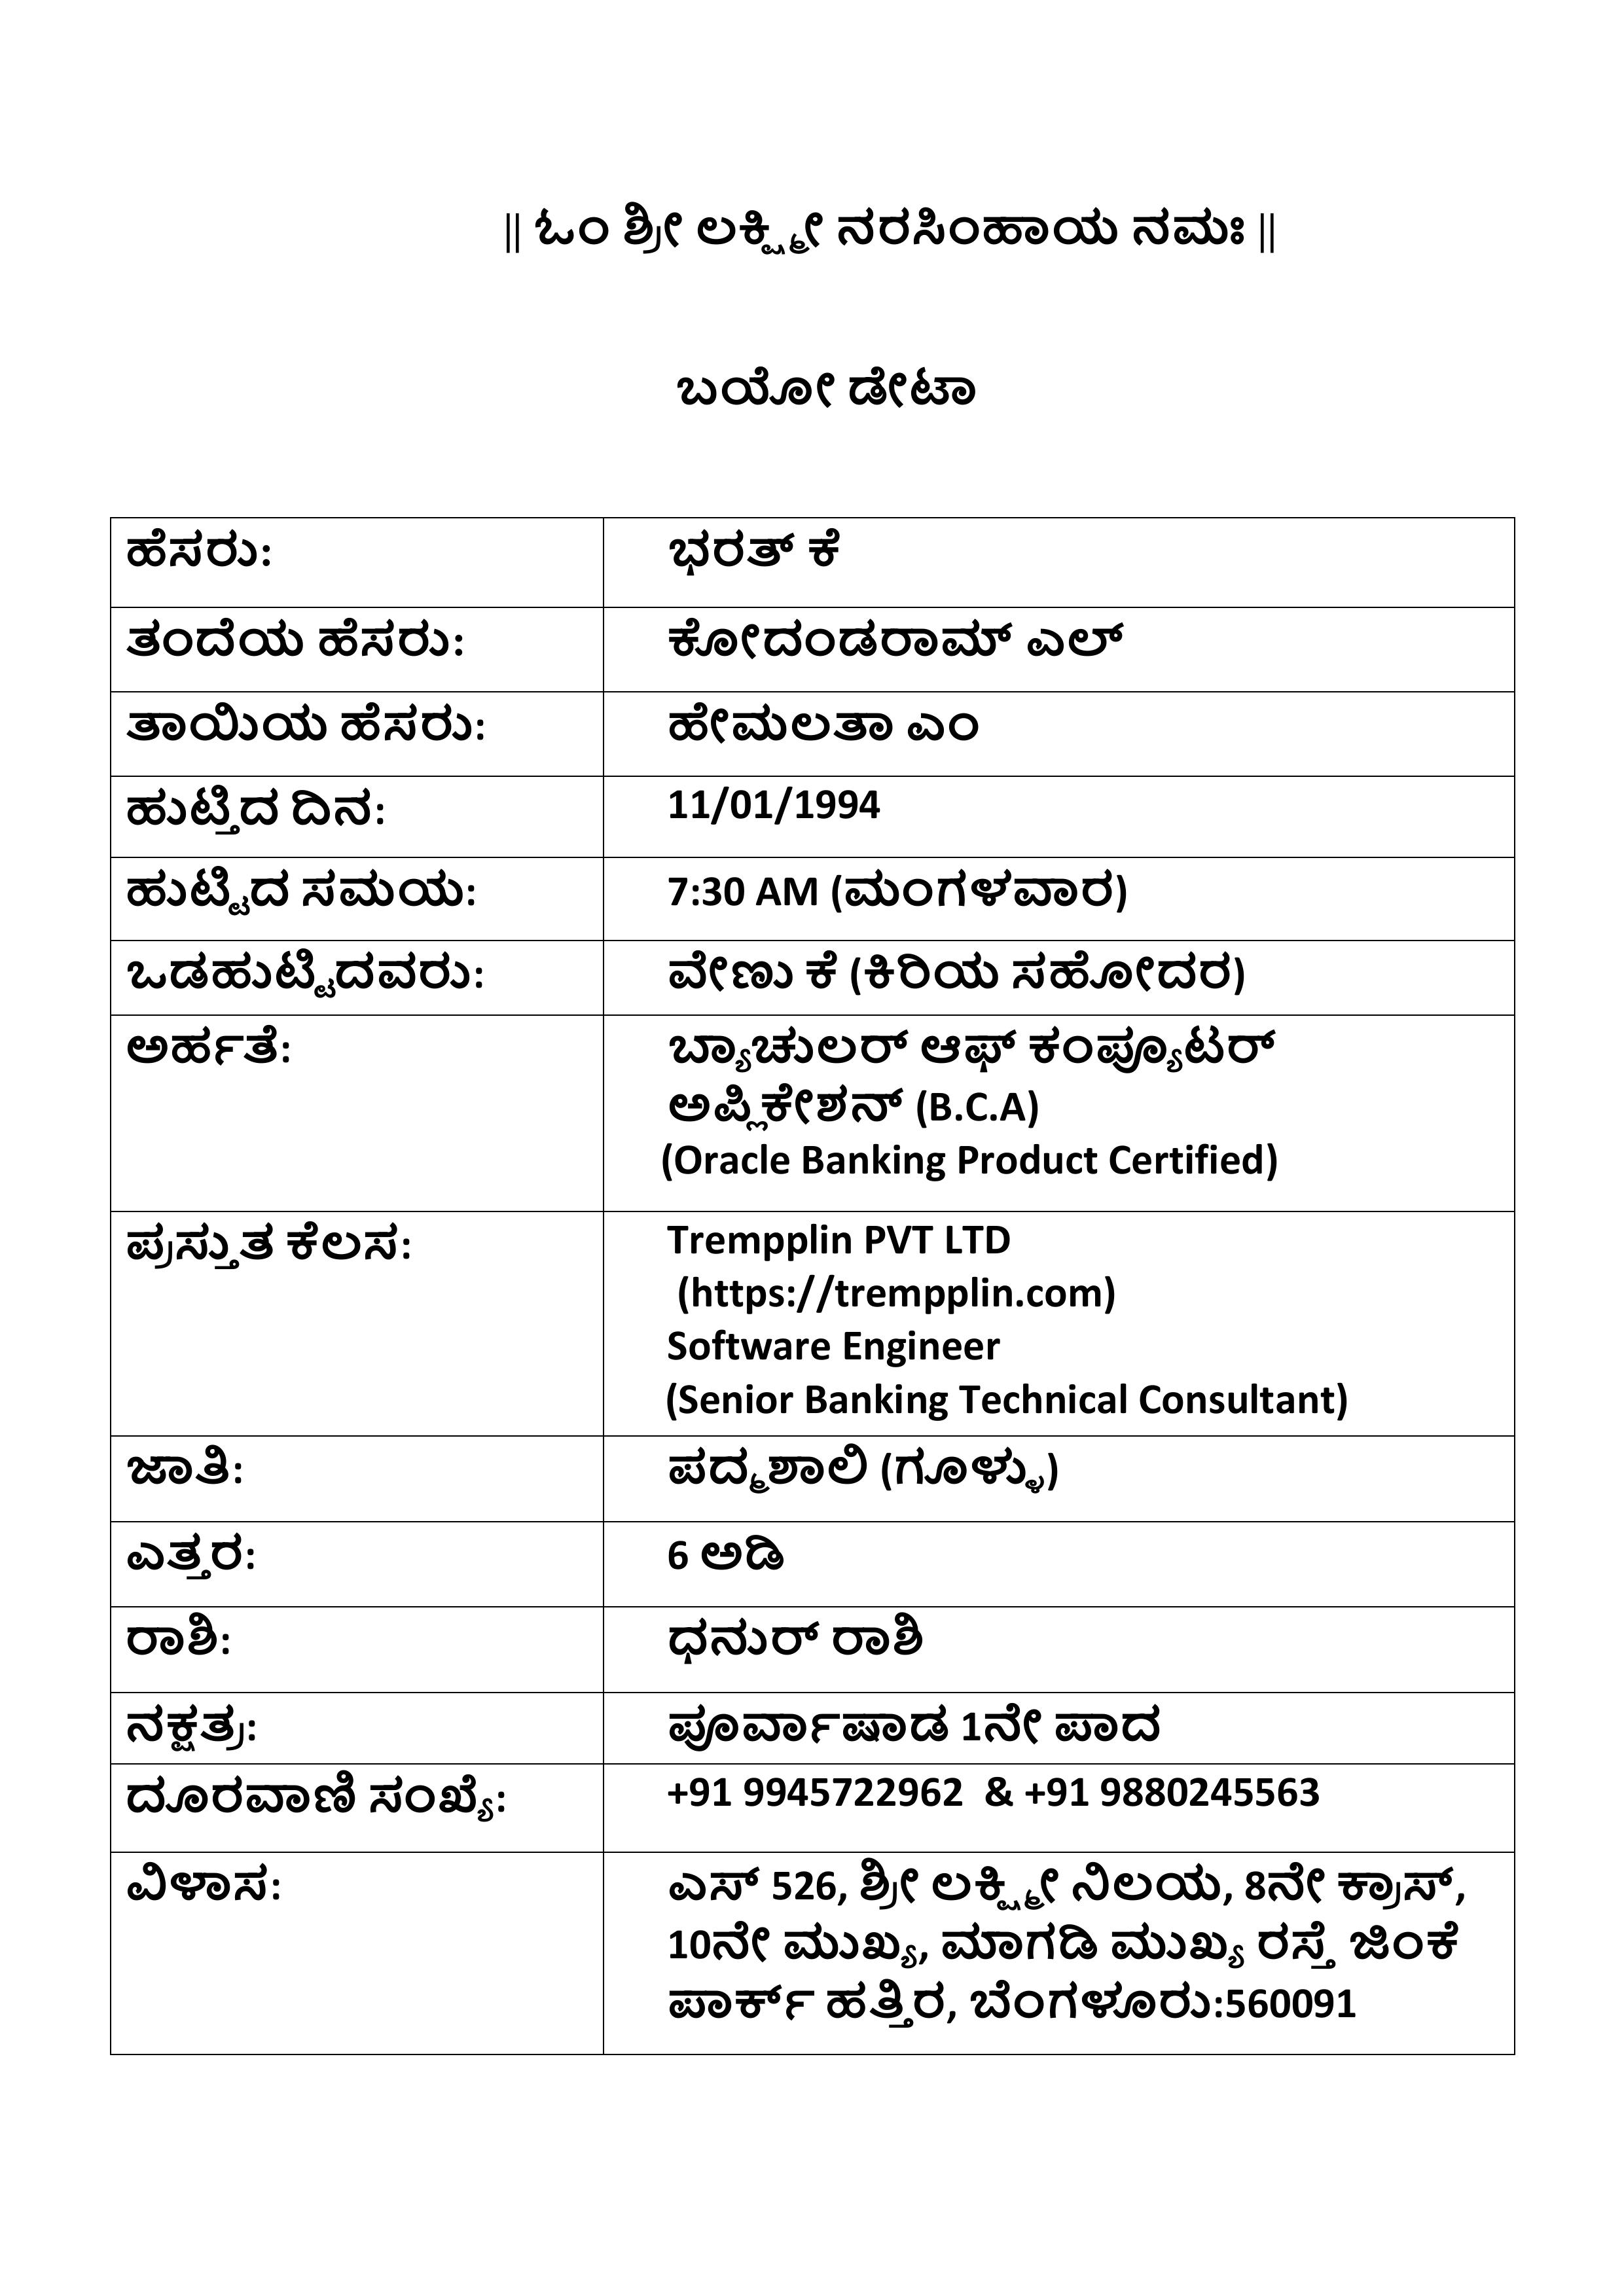 || ಓಂ ಶ್ರೀ ಲಕ್ಷ್ಮೀ ನರಸಿಂಹಾಯ ನಮಃ ||
ಬಯೋ ಡೇಟಾ
ಹೆಸರು: ಭರತ್ ಕೆ
ತಂದೆಯ ಹೆಸರು: ಕೋದಂಡರಾಮ್ ಎಲ್
ತಾಯಿಯ ಹೆಸರು: ಹೇಮಲತಾ ಎಂ
ಹುಟ್ತಿದ ದಿನ: 11/01/1994
ಹುಟ್ಟಿದ ಸಮಯ: 7:30 AM (ಮಂಗಳವಾರ)
ಒಡಹುಟ್ಟಿದವರು: ವೇಣು ಕೆ (ಕಿರಿಯ ಸಹೋದರ)
ಅರ್ಹತೆ: ಬ್ಯಾಚುಲರ್ ಆಫ್ ಕಂಪ್ಯೂಟರ್
ಅಪ್ಲಿಕೇಶನ್ (B.C.A)
(Oracle Banking Product Certified)
ಪ್ರಸ್ತುತ ಕೆಲಸ: Trempplin PVT LTD
(https://trempplin.com)
Software Engineer
(Senior Banking Technical Consultant)
ಜಾತಿ: ಪದ್ಮಶಾಲಿ (ಗೂಳ್ಳು)
ಎತ್ತರ: 6 ಅಡಿ
ರಾಶಿ: ಧನುರ್ ರಾಶಿ
ನಕ್ಷತ್ರ: ಪೂರ್ವಾಷಾಡ 1ನೇ ಪಾದ
ದೂರವಾಣಿ ಸಂಖ್ಯೆ: +91 9945722962 & +91 9880245563
ವಿಳಾಸ: ಎಸ್ 526, ಶ್ರೀ ಲಕ್ಷ್ಮೀ ನಿಲಯ, 8ನೇ ಕ್ರಾಸ್,
10ನೇ ಮುಖ್ಯ, ಮಾಗಡಿ ಮುಖ್ಯ ರಸ್ತೆ ಜಿಂಕೆ
ಪಾರ್ಕ್ ಹತ್ತಿರ, ಬೆಂಗಳೂರು:560091